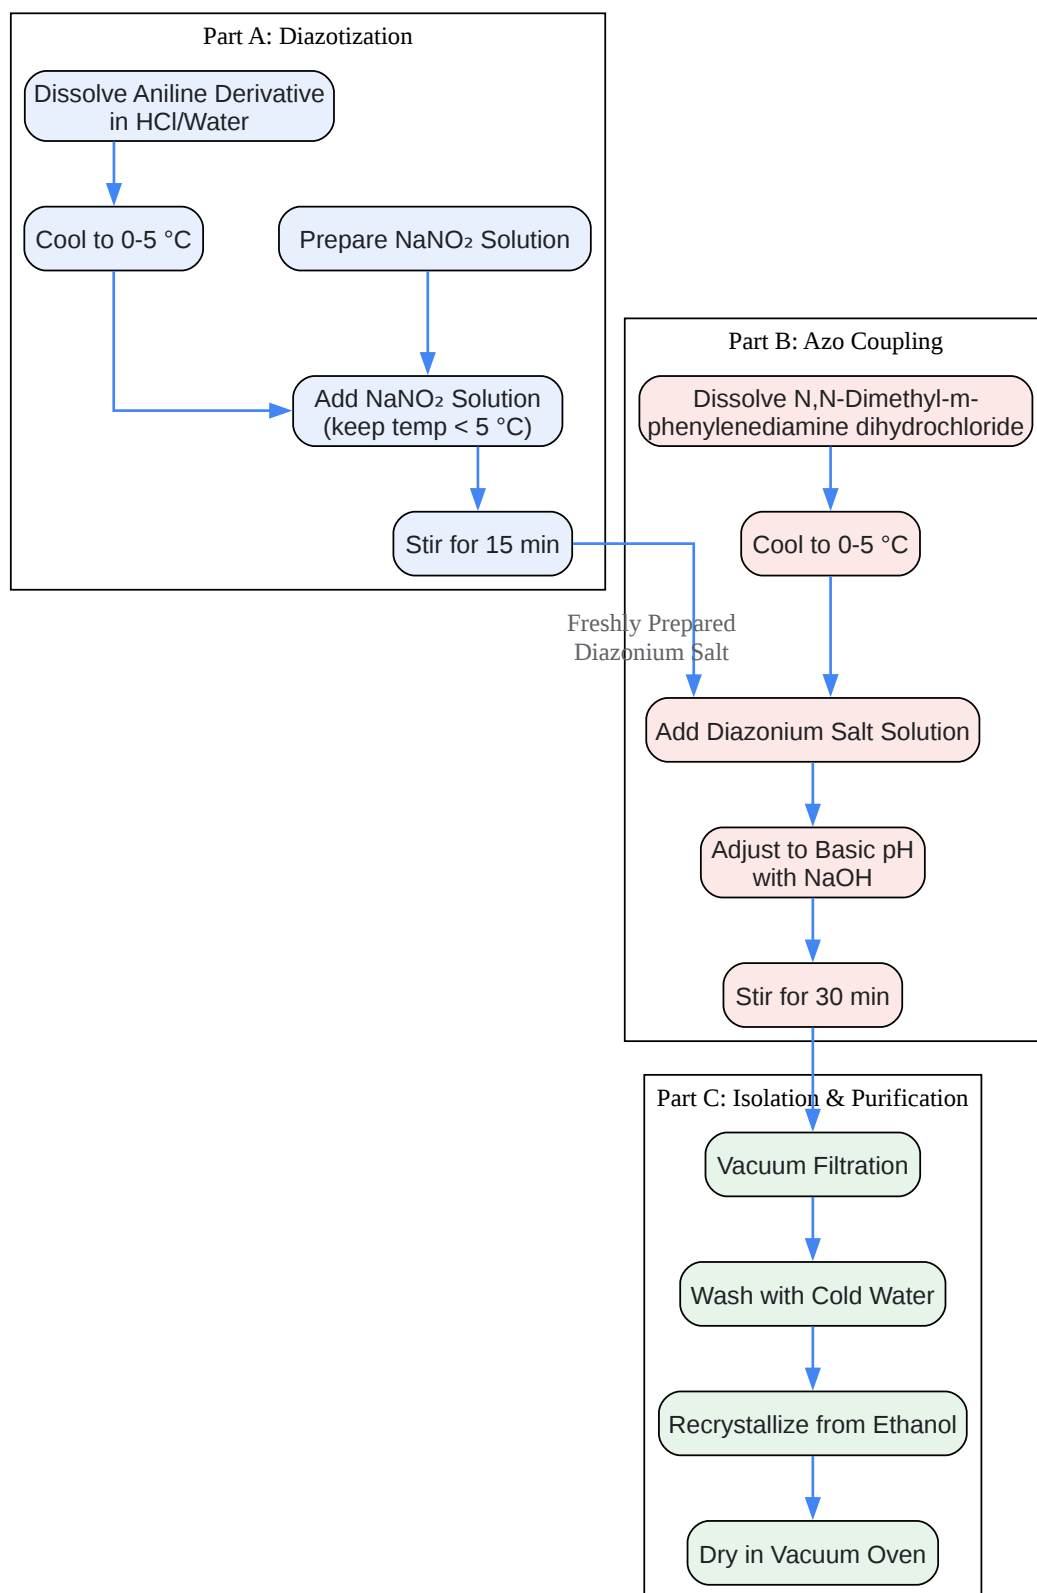 Part A: Diazotization
Dissolve Aniline Derivative
in HCl/Water
Cool to 0-5 °C
Prepare NaNO₂ Solution
Add NaNO₂ Solution
(keep temp < 5 °C)
Stir for 15 min
Freshly Prepared
Diazonium Salt
Part B: Azo Coupling
Dissolve N,N-Dimethyl-m-
phenylenediamine dihydrochloride
Cool to 0-5 °C
Add Diazonium Salt Solution
Adjust to Basic pH
with NaOH
Stir for 30 min
Part C: Isolation & Purification
Vacuum Filtration
Wash with Cold Water
Recrystallize from Ethanol
Dry in Vacuum Oven